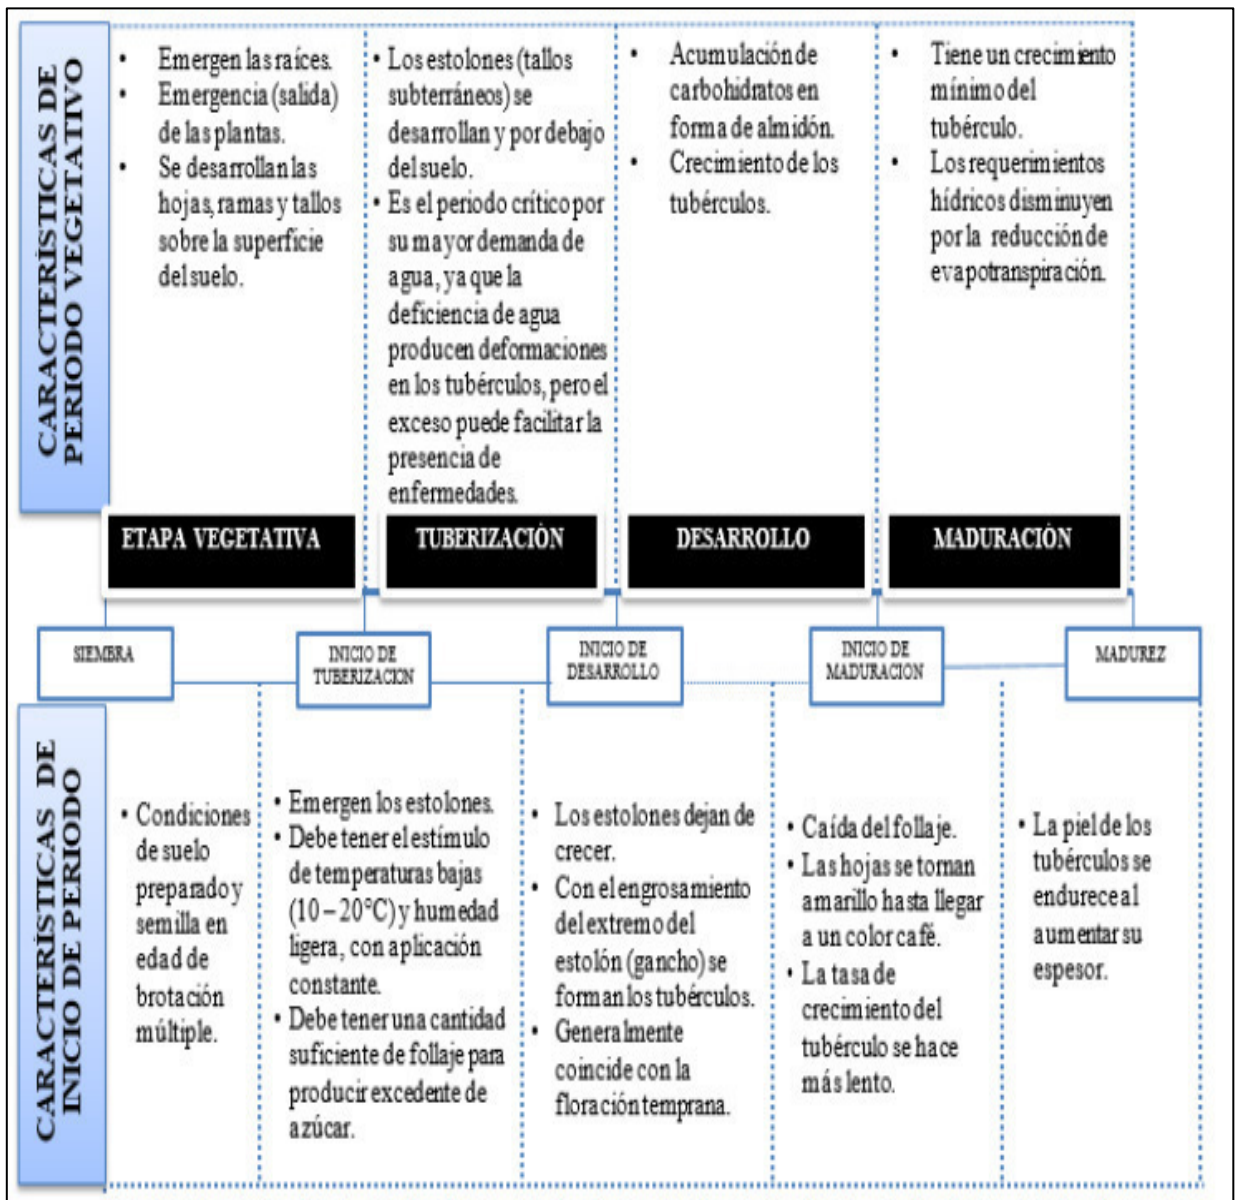 CARACTERÍSTICAS DE
PERIODO VEGETATIVO
• Emergen las raíces.
• Emergencia (salida)
de las plantas.
• Se desarrollan las
hojas, ramas y tallos
sobre la superficie
del suelo.
• Los estolones (tallos
subterráneos) se
desarrollan y por debajo
del suelo.
• Es el periodo crítico por
su mayor demanda de
agua, ya que la
deficiencia de agua
producen deformaciones
en los tubérculos, pero el
exceso puede facilitar la
presencia de
enfermedades.
• Acumulación de
carbohidratos en
forma de almidón.
• Crecimiento de los
tubérculos.
• Tiene un crecimiento
mínimo del
tubérculo.
• Los requerimientos
hídricos disminuyen
por la reducción de
evapotranspiración.
ETAPA VEGETATIVA
TUBERIZACIÓN
DESARROLLO
MADURACIÓN
SIEMBRA
INICIO DE
TUBERIZACION
INICIO DE
DESARROLLO
INICIO DE
MADURACION
MADUREZ
CARACTERÍSTICAS DE
INICIO DE PERIODO
• Condiciones
de suelo
preparado y
semilla en
edad de
brotación
múltiple.
• Emergen los estolones.
• Debe tener el estímulo
de temperaturas bajas
(10 – 20°C) y humedad
ligera, con aplicación
constante.
• Debe tener una cantidad
suficiente de follaje para
producir excedente de
azúcar.
• Los estolones dejan de
crecer.
• Con el engrosamiento
del extremo del
estolón (gancho) se
forman los tubérculos.
• Generalmente
coincide con la
floración temprana.
• Caída del follaje.
• Las hojas se tornan
amarillo hasta llegar
a un color café.
• La tasa de
crecimiento del
tubérculo se hace
más lento.
• La piel de los
tubérculos se
endurece al
aumentar su
espesor.